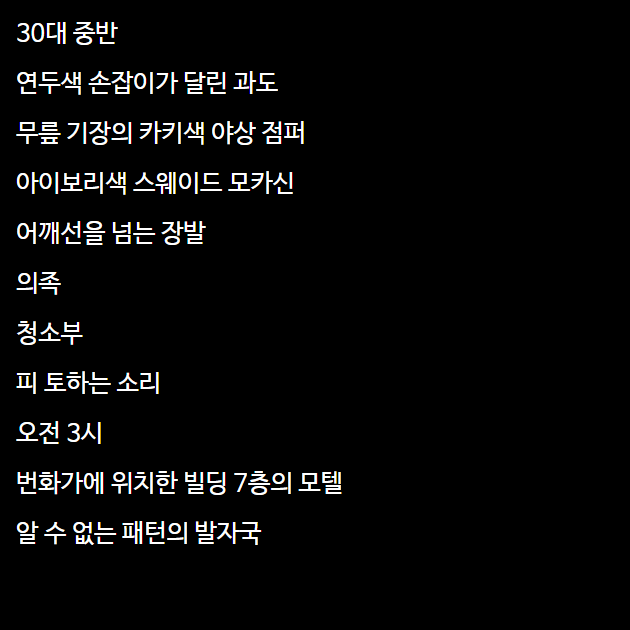 30대 중반
연두색 손잡이가 달린 과도
무릎 기장의 카키색 야상 점퍼
아이보리색 스웨이드 모카신
어깨선을 넘는 장발
의족
청소부
피 토하는 소리
오전 3시
번화가에 위치한 빌딩 7층의 모텔
알 수 없는 패턴의 발자국